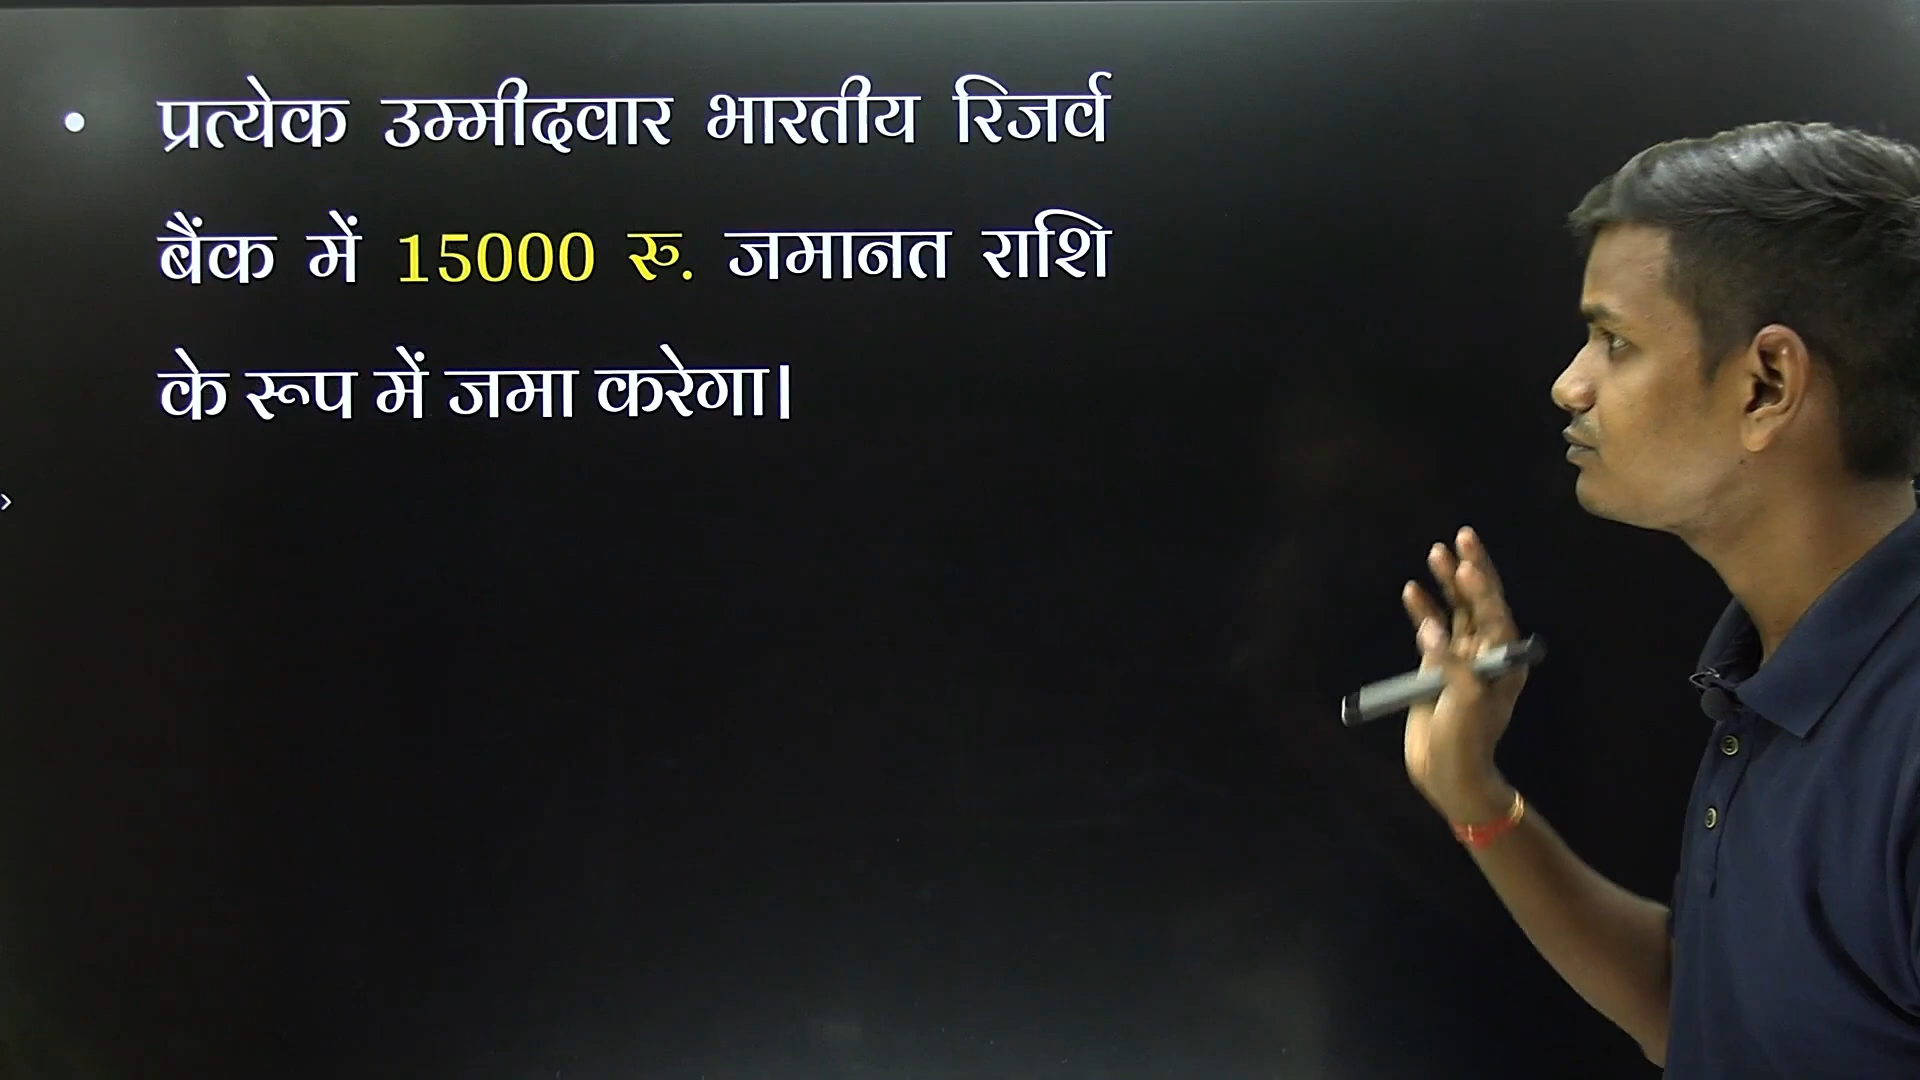 • प्रत्येक उम्मीदवार भारतीय रिजर्व
बैंक में 15000 रु. जमानत राशि
के रूप में जमा करेगा।